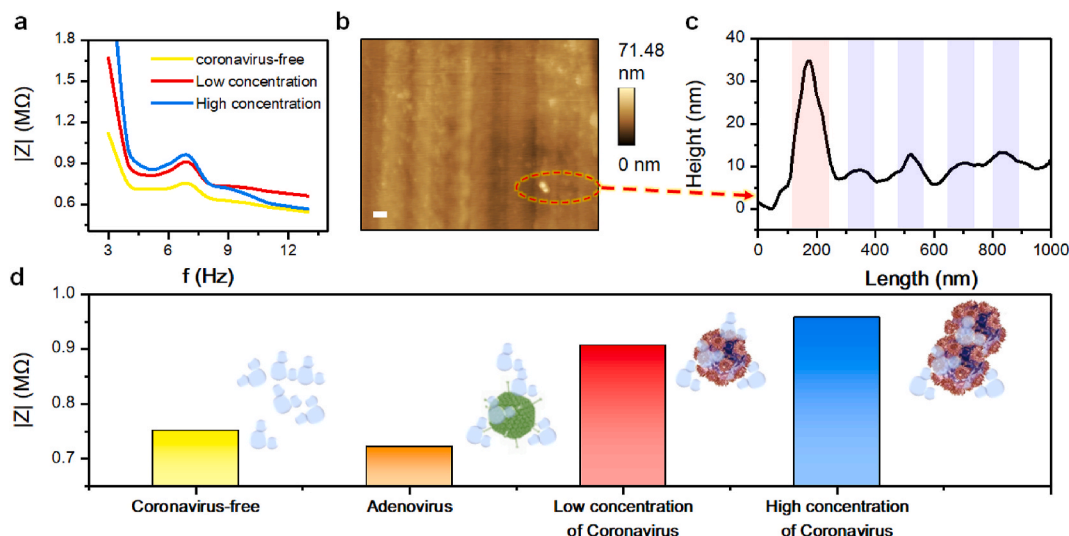 a
1.8
1.5
1.2
0.9
0.6
|Z| (MΩ)
coronavirus-free
Low concentration
High concentration
3
6
9
12
f (Hz)
b
71.48
nm
0 nm
c
40
30
20
10
0
Height (nm)
0
200
400
600
800
1000
Length (nm)
d
1.0
0.9
0.8
0.7
|Z| (MΩ)
Coronavirus-free
Adenovirus
Low concentration
of Coronavirus
High concentration
of Coronavirus